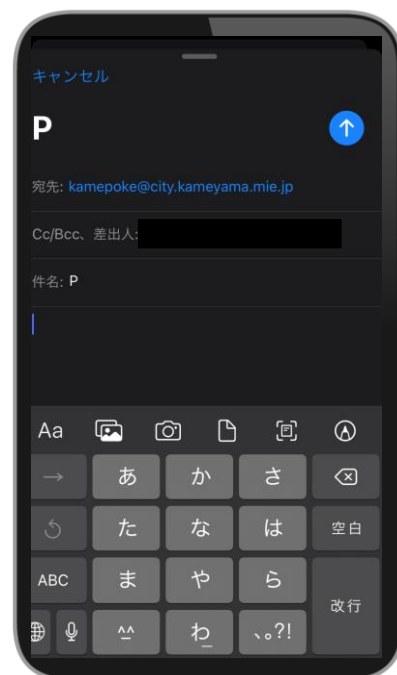 キャンセル
P
宛先: kamepoke@city.kameyama.mie.jp
Cc/Bcc、差出人:
件名: P
Aa
→ あ か さ
た な は 空白
ABC ま や ら 改行
^^ わ_ 、。?!